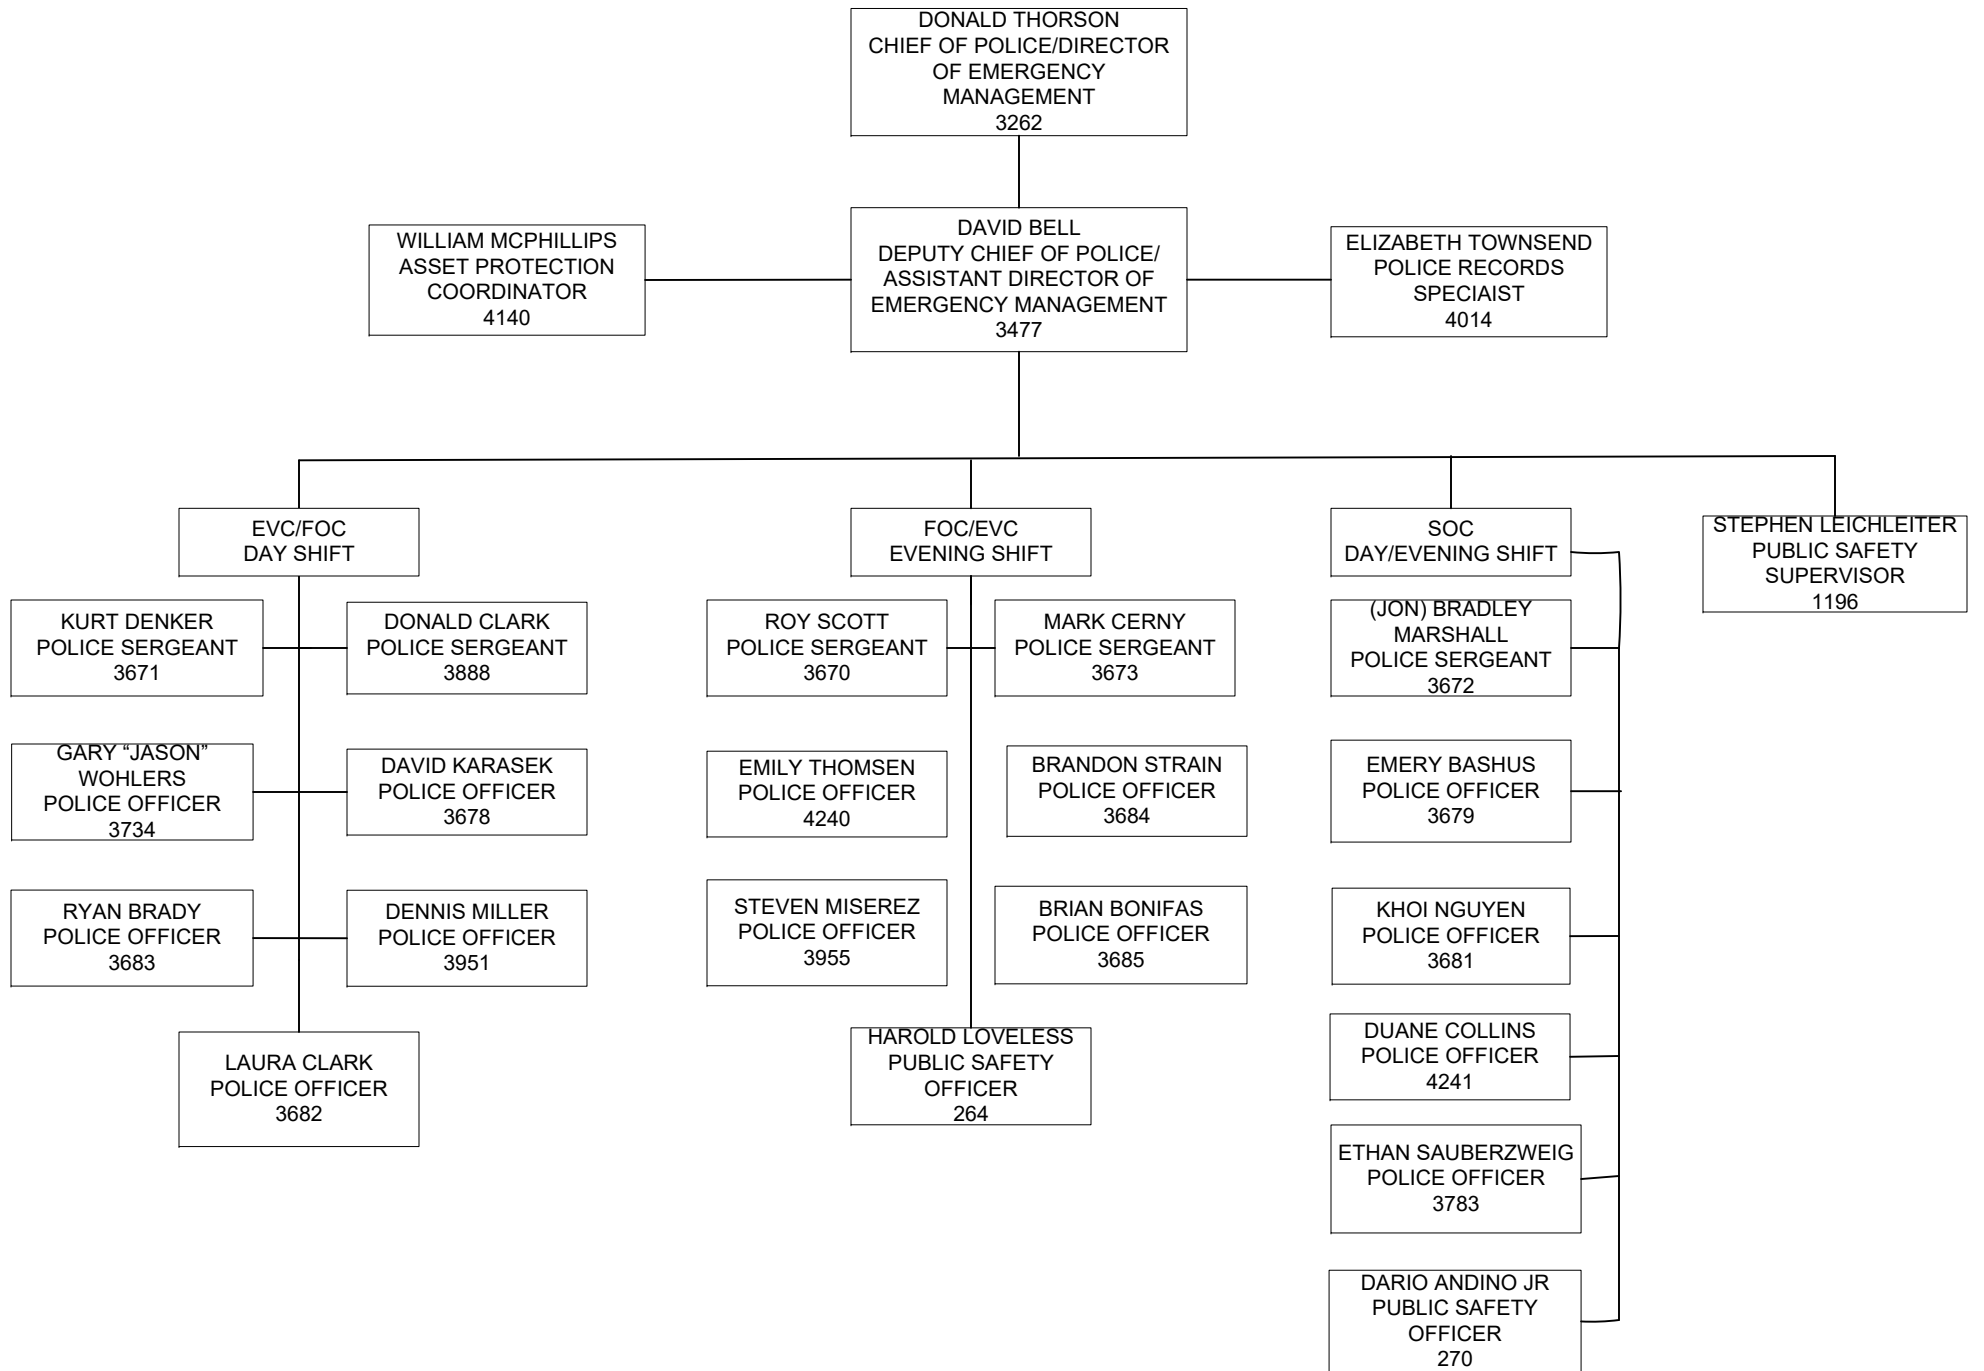 DONALD THORSON
CHIEF OF POLICE/DIRECTOR
OF EMERGENCY
MANAGEMENT
3262
WILLIAM MCPHILLIPS
ASSET PROTECTION
COORDINATOR
4140
DAVID BELL
DEPUTY CHIEF OF POLICE/
ASSISTANT DIRECTOR OF
EMERGENCY MANAGEMENT
3477
ELIZABETH TOWNSEND
POLICE RECORDS
SPECIAIST
4014
EVC/FOC
DAY SHIFT
KURT DENKER
POLICE SERGEANT
3671
DONALD CLARK
POLICE SERGEANT
3888
GARY “JASON”
WOHLERS
POLICE OFFICER
3734
DAVID KARASEK
POLICE OFFICER
3678
RYAN BRADY
POLICE OFFICER
3683
DENNIS MILLER
POLICE OFFICER
3951
LAURA CLARK
POLICE OFFICER
3682
FOC/EVC
EVENING SHIFT
ROY SCOTT
POLICE SERGEANT
3670
MARK CERNY
POLICE SERGEANT
3673
EMILY THOMSEN
POLICE OFFICER
4240
BRANDON STRAIN
POLICE OFFICER
3684
STEVEN MISEREZ
POLICE OFFICER
3955
BRIAN BONIFAS
POLICE OFFICER
3685
HAROLD LOVELESS
PUBLIC SAFETY
OFFICER
264
SOC
DAY/EVENING SHIFT
(JON) BRADLEY
MARSHALL
POLICE SERGEANT
3672
EMERY BASHUS
POLICE OFFICER
3679
KHOI NGUYEN
POLICE OFFICER
3681
DUANE COLLINS
POLICE OFFICER
4241
ETHAN SAUBERZWEIG
POLICE OFFICER
3783
DARIO ANDINO JR
PUBLIC SAFETY
OFFICER
270
STEPHEN LEICHLEITER
PUBLIC SAFETY
SUPERVISOR
1196